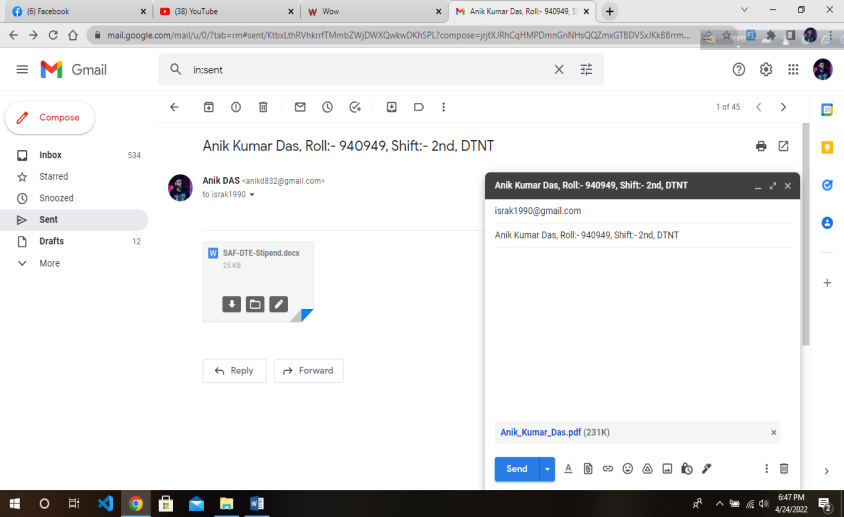 (6) Facebook
(38) YouTube
Wow
Anik Kumar Das, Roll:- 940949, S
mail.google.com/mail/u/0/?tab=rm#sent/KtbxLthRVhkrrfTMmbZWjDWXQwkwDKhSPL?compose=jrjtXJRhCqHMPDmnGnNHsQQZmxGTBDVSxJKkBBrrm...
Gmail
in:sent
Compose
1 of 45
Inbox 534
Starred
Snoozed
Sent
Drafts 12
More
Anik Kumar Das, Roll:- 940949, Shift:- 2nd, DTNT
Anik DAS <anikd832@gmail.com>
to israk1990
SAF-DTE-Stipend.docx
25 KB
Reply
Forward
Anik Kumar Das, Roll:- 940949, Shift:- 2nd, DTNT
israk1990@gmail.com
Anik Kumar Das, Roll:- 940949, Shift:- 2nd, DTNT
Anik_Kumar_Das.pdf (231K)
Send
6:47 PM
4/24/2022
2